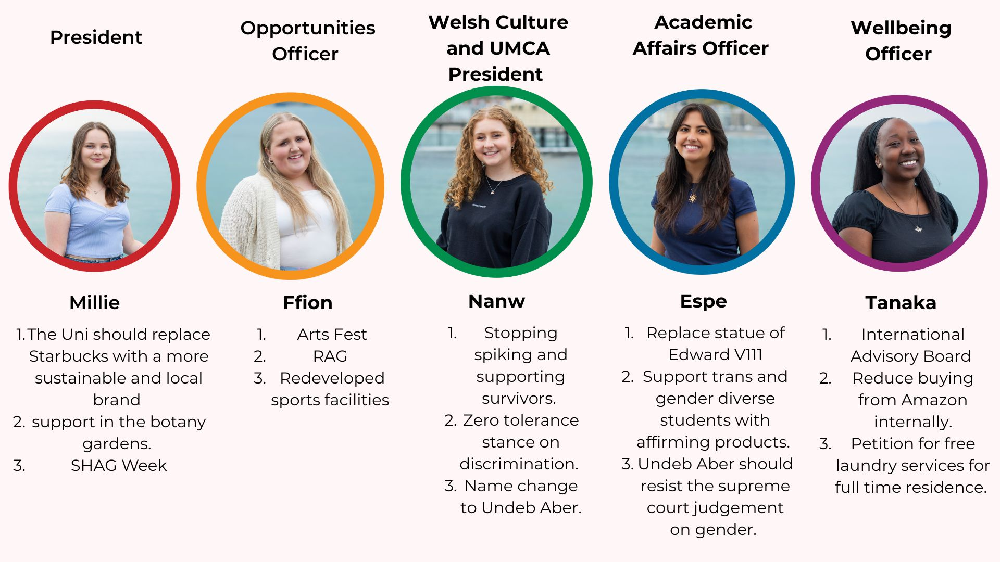 President
Opportunities
Officer
Welsh Culture
and UMCA
President
Academic
Affairs Officer
Wellbeing
Officer
Millie
1. The Uni should replace
Starbucks with a more
sustainable and local
brand
2. support in the botany
gardens.
3. SHAG Week
Ffion
1. Arts Fest
2. RAG
3. Redeveloped
sports facilities
Nanw
1. Stopping
spiking and
supporting
survivors.
2. Zero tolerance
stance on
discrimination.
3. Name change
to Undeb Aber.
Espe
1. Replace statue of
Edward V111
2. Support trans and
gender diverse
students with
affirming products.
3. Undeb Aber should
resist the supreme
court judgement
on gender.
Tanaka
1. International
Advisory Board
2. Reduce buying
from Amazon
internally.
3. Petition for free
laundry services for
full time residence.